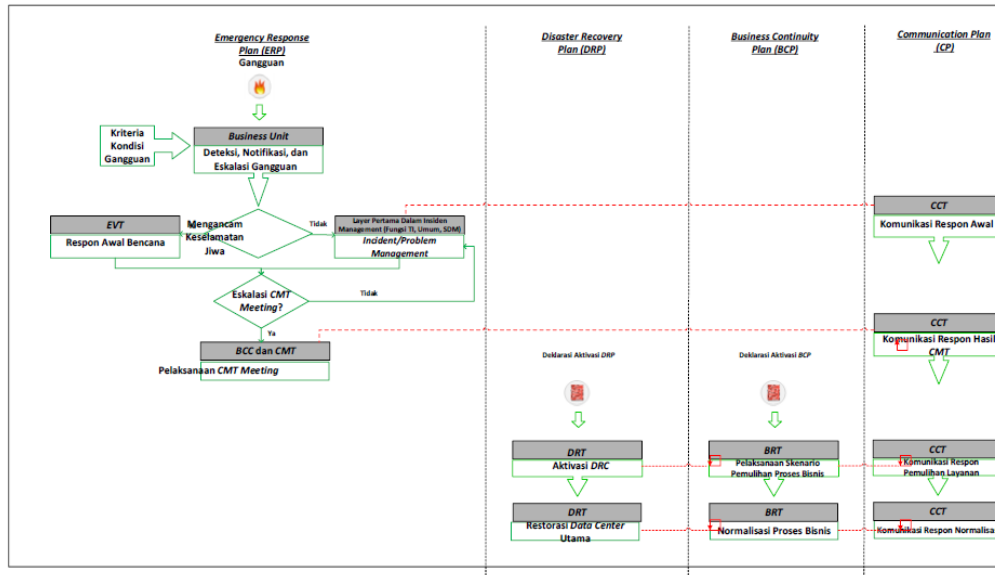 Emergency Response
Plan (ERP)
Gangguan
Disaster Recovery
Plan (DRP)
Business Continuity
Plan (BCP)
Communication Plan
(CP)
Kriteria
Kondisi
Gangguan
Business Unit
Deteksi, Notifikasi, dan
Eskalasi Gangguan
EVT
Respon Awal Bencana
Mengancam
Keselamatan
Jiwa
Tidak
Layer Pertama Dalam Insiden
Management (Fungsi TI, Umum, SDM)
Incident/Problem
Management
CCT
Komunikasi Respon Awal
Eskalasi CMT
Meeting?
Tidak
Ya
BCC dan CMT
Pelaksanaan CMT Meeting
CCT
Komunikasi Respon Hasil
CMT
Deklarasi Aktivasi DRP
Deklarasi Aktivasi BCP
DRT
Aktivasi DRC
BRT
Pelaksanaan Skenario
Pemulihan Proses Bisnis
CCT
Komunikasi Respon
Pemulihan Layanan
DRT
Restorasi Data Center
Utama
BRT
Normalisasi Proses Bisnis
CCT
Komunikasi Respon